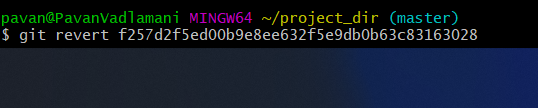 pavan@PavanVadlamani MINGW64 ~/project_dir (master)
$ git revert f257d2f5ed00b9e8ee632f5e9db0b63c83163028